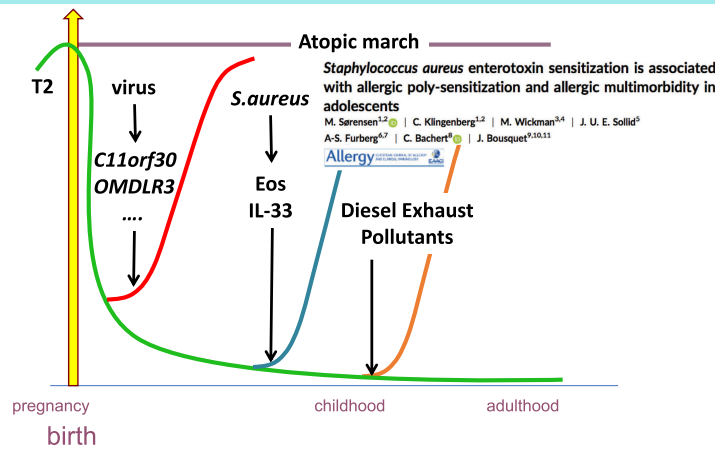 Atopic march
Staphylococcus aureus enterotoxin sensitization is associated
with allergic poly-sensitization and allergic multimorbidity in
adolescents
M. Sørensen1,2 | C. Klingenberg1,2 | M. Wickman3,4 | J. U. E. Sollid5
A-S. Furberg6,7 | C. Bachert8 | J. Bousquet9,10,11
Allergy
EAACI
T2
virus
C11orf30
OMDLR3
....
S.aureus
Eos
IL-33
Diesel Exhaust
Pollutants
pregnancy
birth
childhood
adulthood